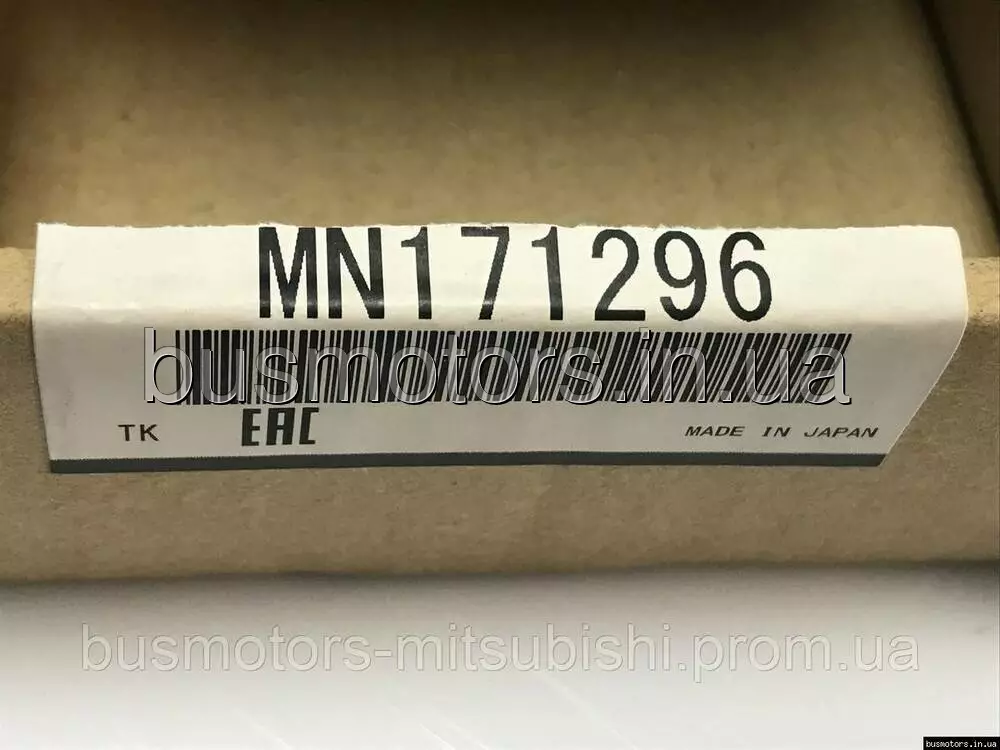 MN171296
busmotors.in.ua
TK EAC MADE IN JAPAN
busmotors-mitsubishi.prom.ua
busmotors.in.ua